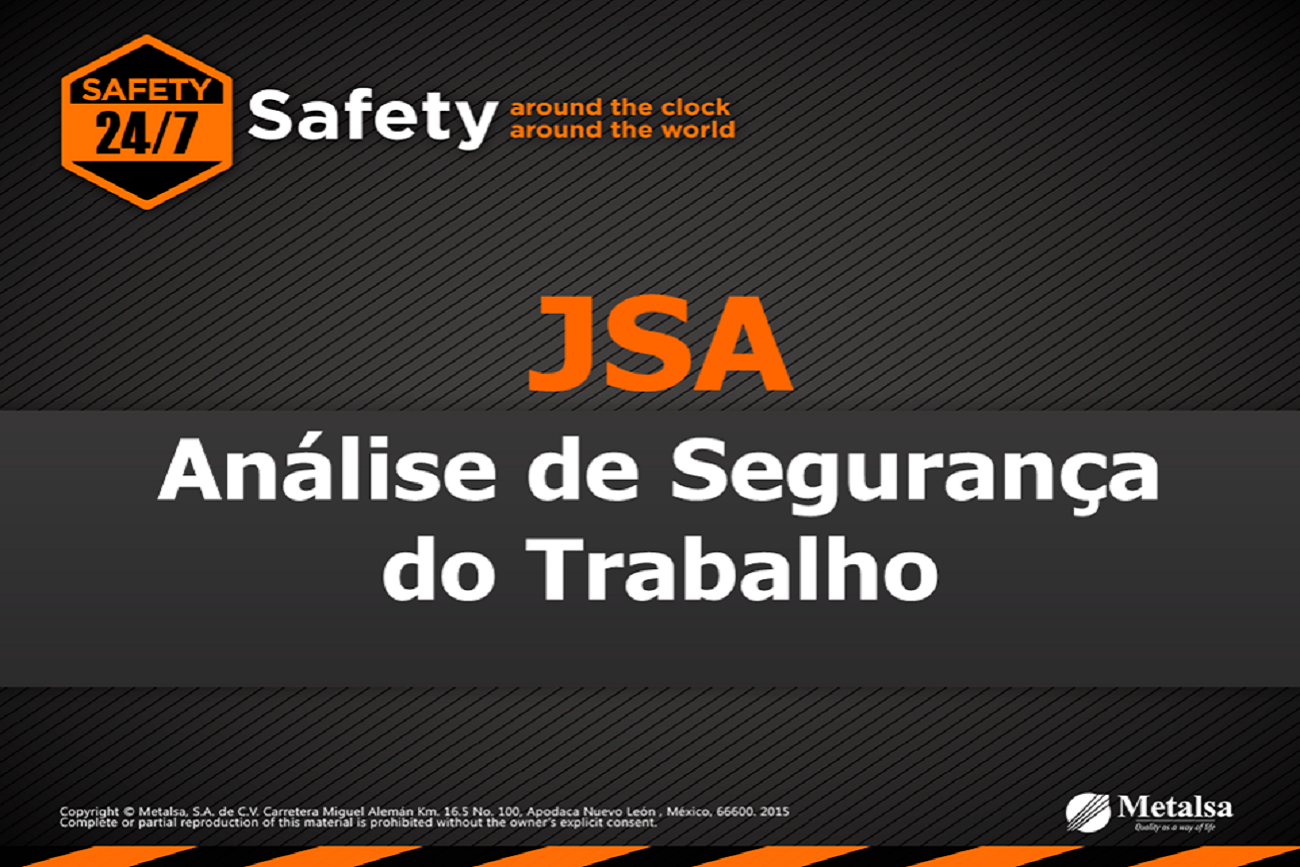 SAFETY
24/7
Safety
around the clock
around the world
JSA
Análise de Segurança
do Trabalho
Copyright © Metalsa, S.A. de C.V. Carretera Miguel Alemán Km. 16.5 No. 100, Apodaca Nuevo León , México, 66600. 2015
Complete or partial reproduction of this material is prohibited without the owner's explicit consent.
Metalsa
Quality as a way of life